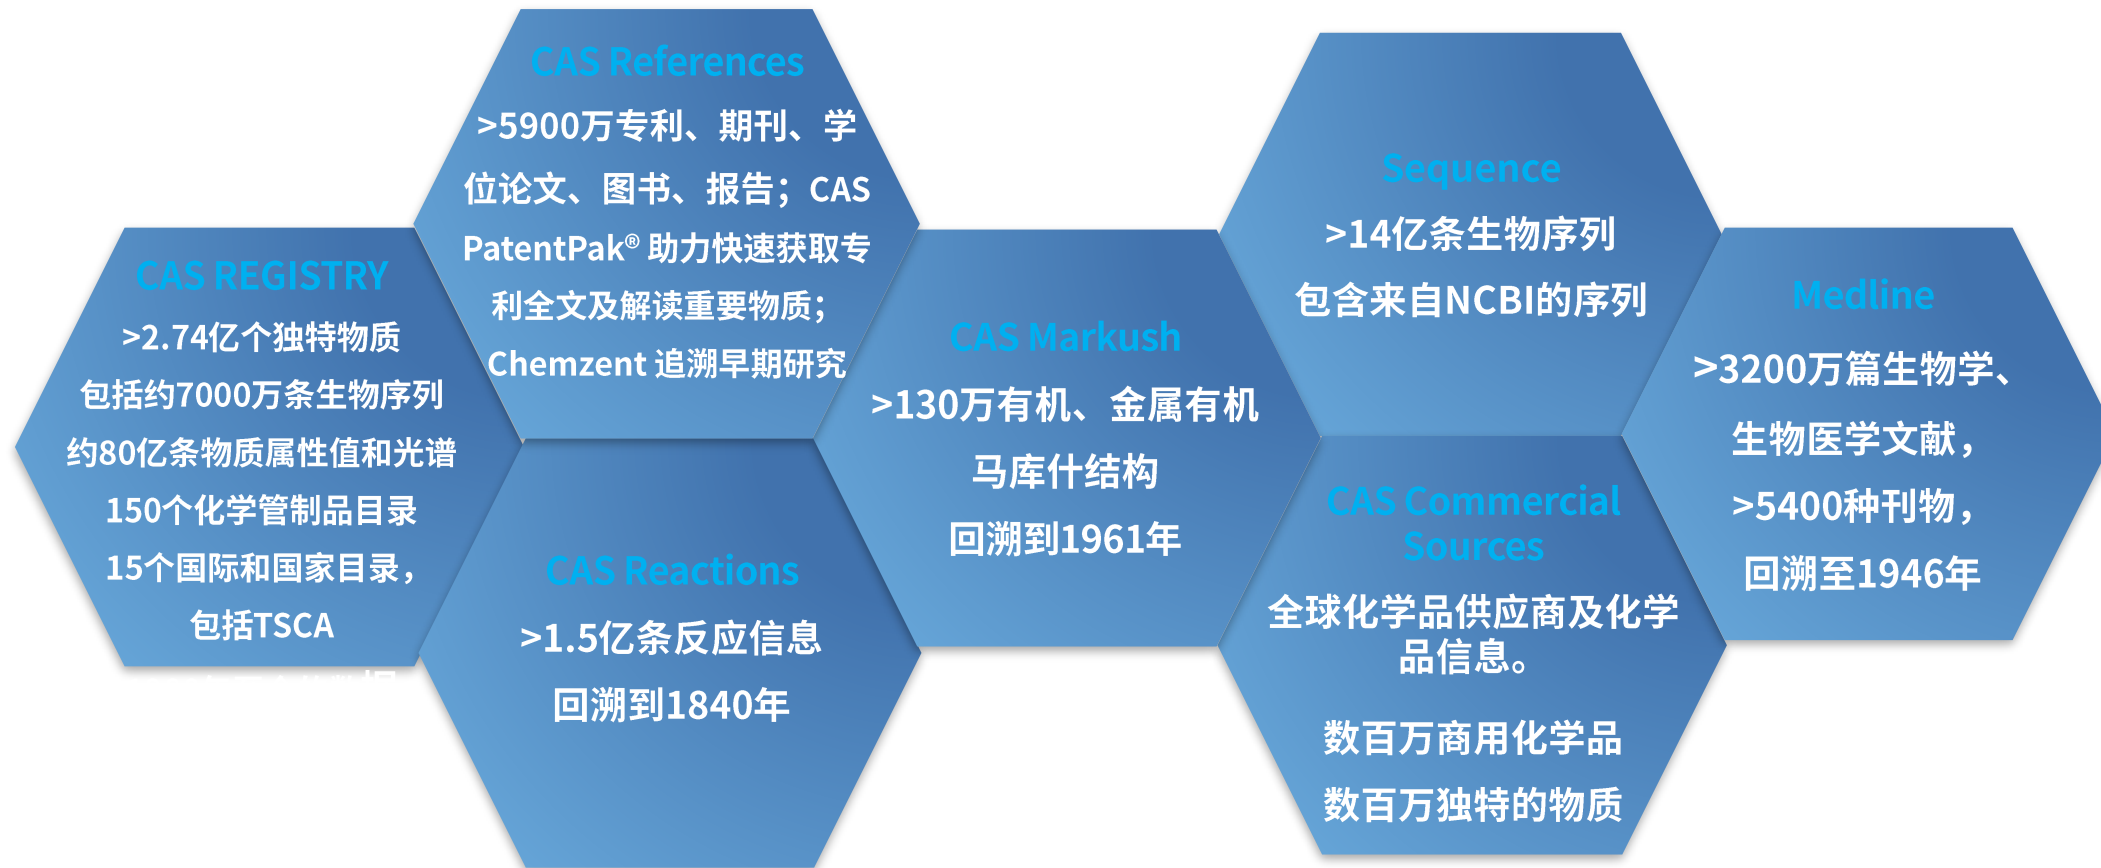 CAS REGISTRY
>2.74亿个独特物质
包括约7000万条生物序列
约80亿条物质属性值和光谱
150个化学管制品目录
15个国际和国家目录，
包括TSCA
CAS References
>5900万专利、期刊、学
位论文、图书、报告；CAS
PatentPak® 助力快速获取专
利全文及解读重要物质；
Chemzent 追溯早期研究
CAS Reactions
>1.5亿条反应信息
回溯到1840年
CAS Markush
>130万有机、金属有机
马库什结构
回溯到1961年
Sequence
>14亿条生物序列
包含来自NCBI的序列
CAS Commercial
Sources
全球化学品供应商及化学
品信息。
数百万商用化学品
数百万独特的物质
Medline
>3200万篇生物学、
生物医学文献，
>5400种刊物，
回溯至1946年